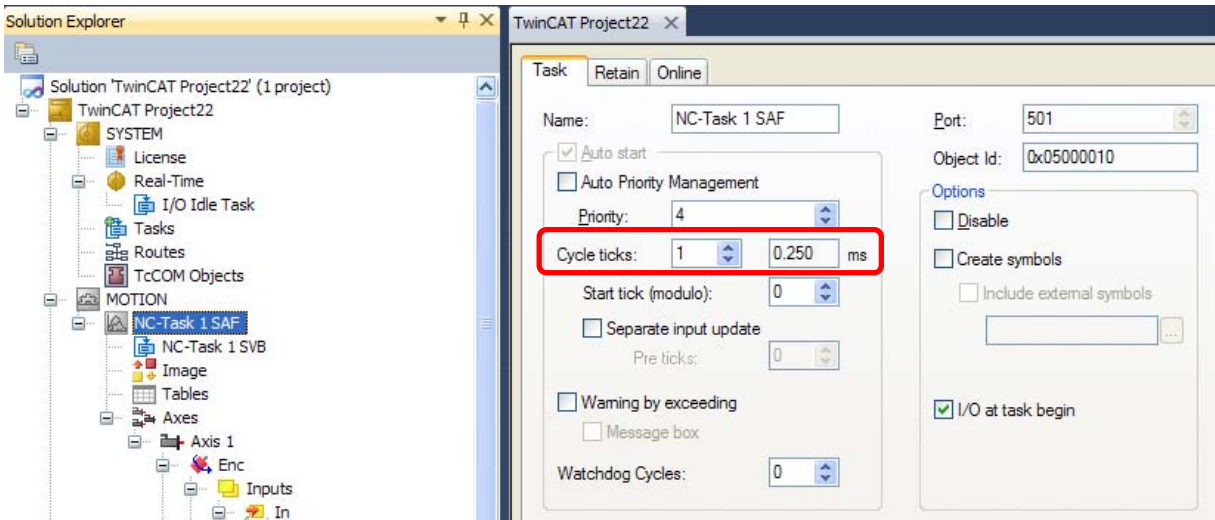 Solution Explorer
Solution 'TwinCAT Project22' (1 project)
TwinCAT Project22
SYSTEM
License
Real-Time
I/O Idle Task
Tasks
Routes
TcCOM Objects
MOTION
NC-Task 1 SAF
NC-Task 1 SVB
Image
Tables
Axes
Axis 1
Enc
Inputs
In
TwinCAT Project22
Task Retain Online
Name: NC-Task 1 SAF
Auto start
Auto Priority Management
Priority: 4
Cycle ticks: 1 0.250 ms
Start tick (modulo): 0
Separate input update
Pre ticks: 0
Warning by exceeding
Message box
Watchdog Cycles: 0
Port: 501
Object Id: 0x05000010
Options
Disable
Create symbols
Include external symbols
...
I/O at task begin